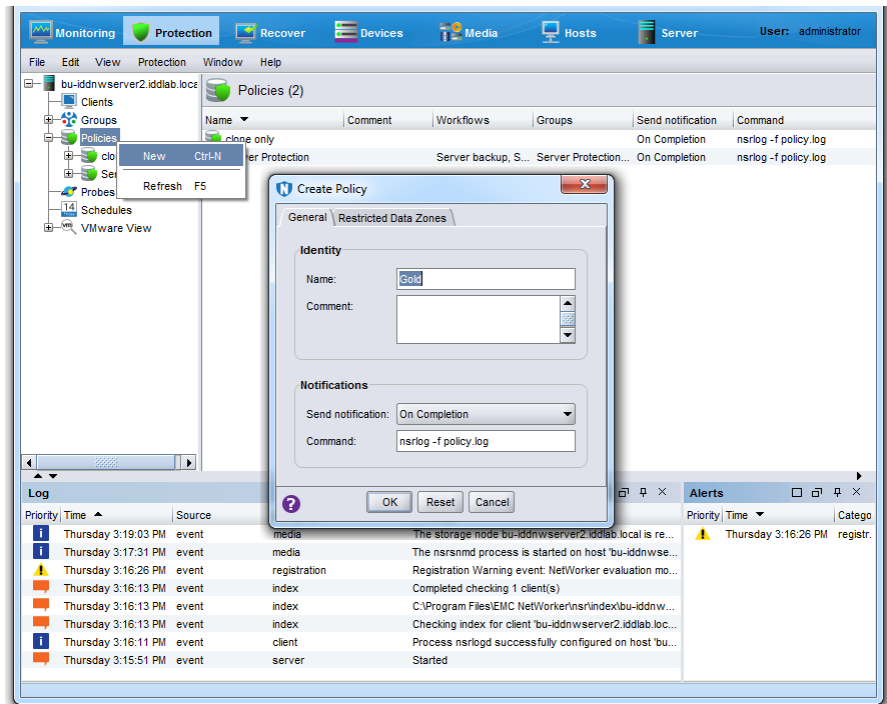 Monitoring Protection Recover Devices Media Hosts Server User: administrator
File Edit View Protection Window Help
bu-iddnwserver2.iddlab.loca
Clients
Groups
Policies
clo
Ser
Probes
Schedules
VMware View
New Ctrl-N
Refresh F5
Policies (2)
Name Comment Workflows Groups Send notification Command
clone only On Completion nsrlog -f policy.log
er Protection Server backup, S... Server Protection... On Completion nsrlog -f policy.log
Create Policy
General Restricted Data Zones
Identity
Name: Gold
Comment:
Notifications
Send notification: On Completion
Command: nsrlog -f policy.log
OK Reset Cancel
Log
Priority Time Source
Thursday 3:19:03 PM event media The storage node bu-iddnwserver2.iddlab.local is re...
Thursday 3:17:31 PM event media The nsrsnmd process is started on host 'bu-iddnwse...
Thursday 3:16:26 PM event registration Registration Warning event: NetWorker evaluation mo...
Thursday 3:16:13 PM event index Completed checking 1 client(s)
Thursday 3:16:13 PM event index C:\Program Files\EMC NetWorker\nsr\index\bu-iddnw...
Thursday 3:16:13 PM event index Checking index for client 'bu-iddnwserver2.iddlab.loc...
Thursday 3:16:11 PM event client Process nsrlogd successfully configured on host 'bu...
Thursday 3:15:51 PM event server Started
Alerts
Priority Time Catego
Thursday 3:16:26 PM registr.